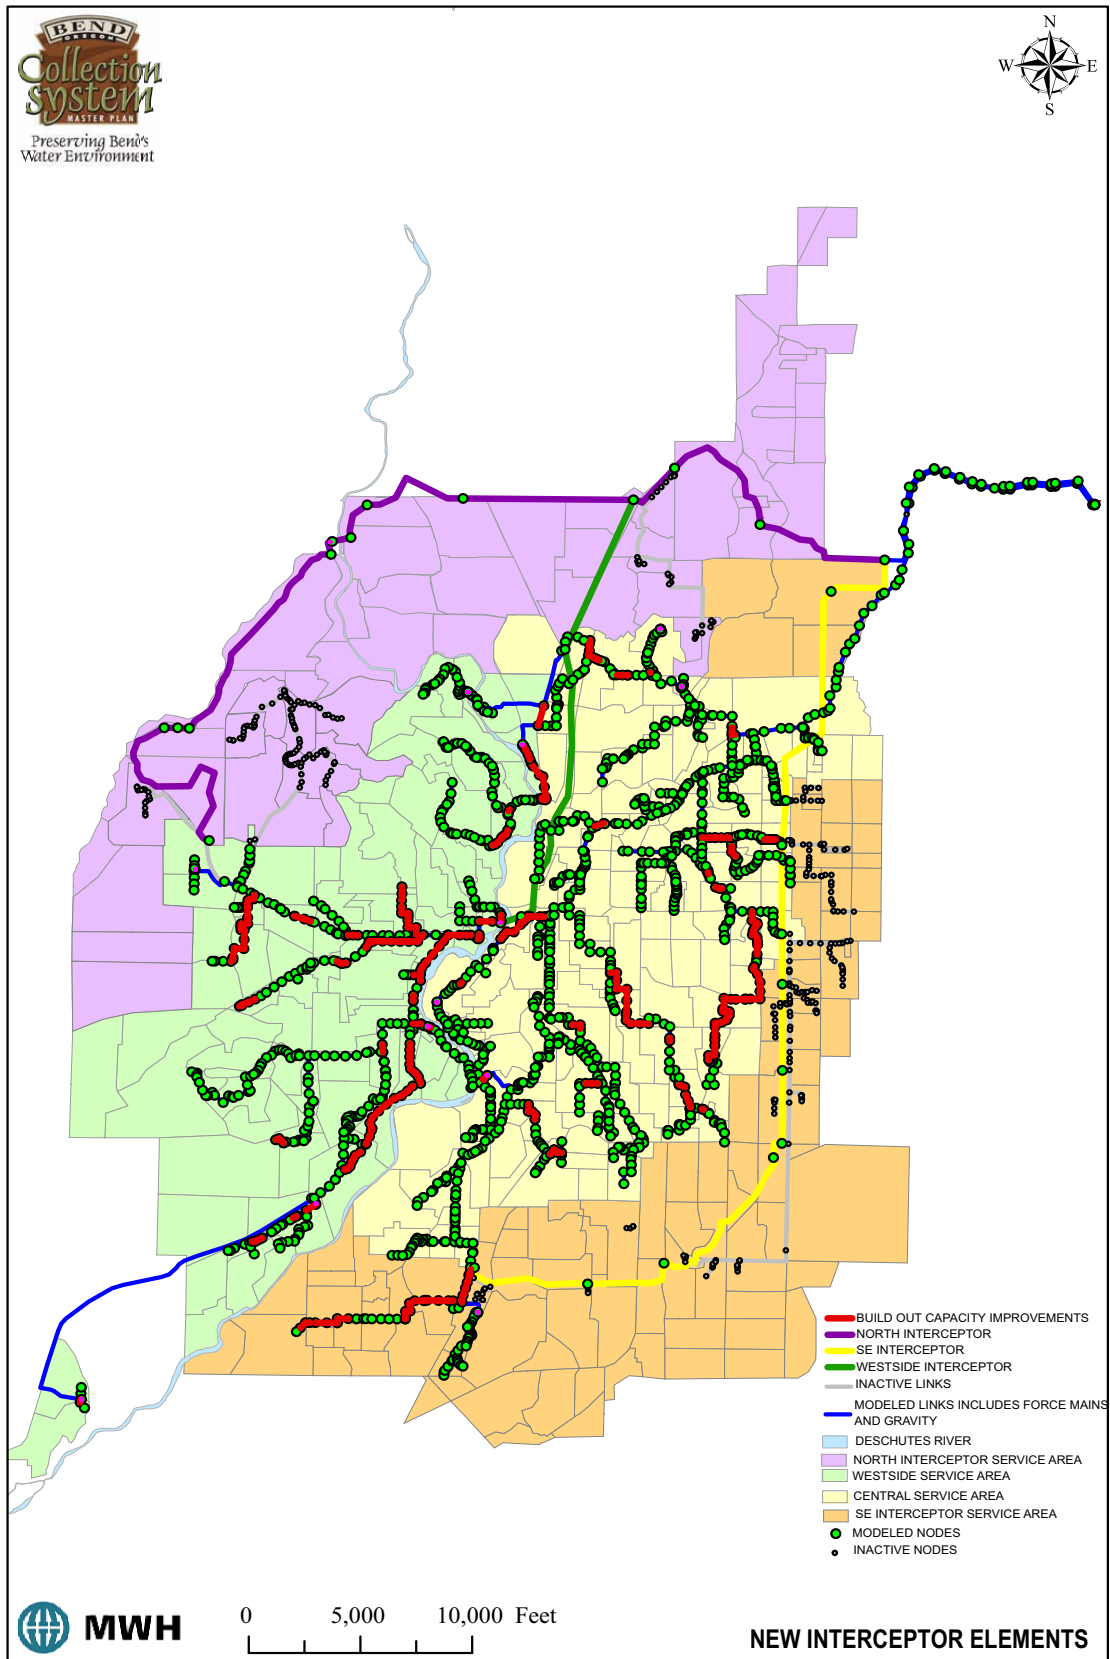 BEND
OREGON
Collection
System
MASTER PLAN
Preserving Bend's
Water Environment
N
W E
S
BUILD OUT CAPACITY IMPROVEMENTS
NORTH INTERCEPTOR
SE INTERCEPTOR
WESTSIDE INTERCEPTOR
INACTIVE LINKS
MODELED LINKS INCLUDES FORCE MAINS
AND GRAVITY
DESCHUTES RIVER
NORTH INTERCEPTOR SERVICE AREA
WESTSIDE SERVICE AREA
CENTRAL SERVICE AREA
SE INTERCEPTOR SERVICE AREA
MODELED NODES
INACTIVE NODES
MWH
0 5,000 10,000 Feet
NEW INTERCEPTOR ELEMENTS